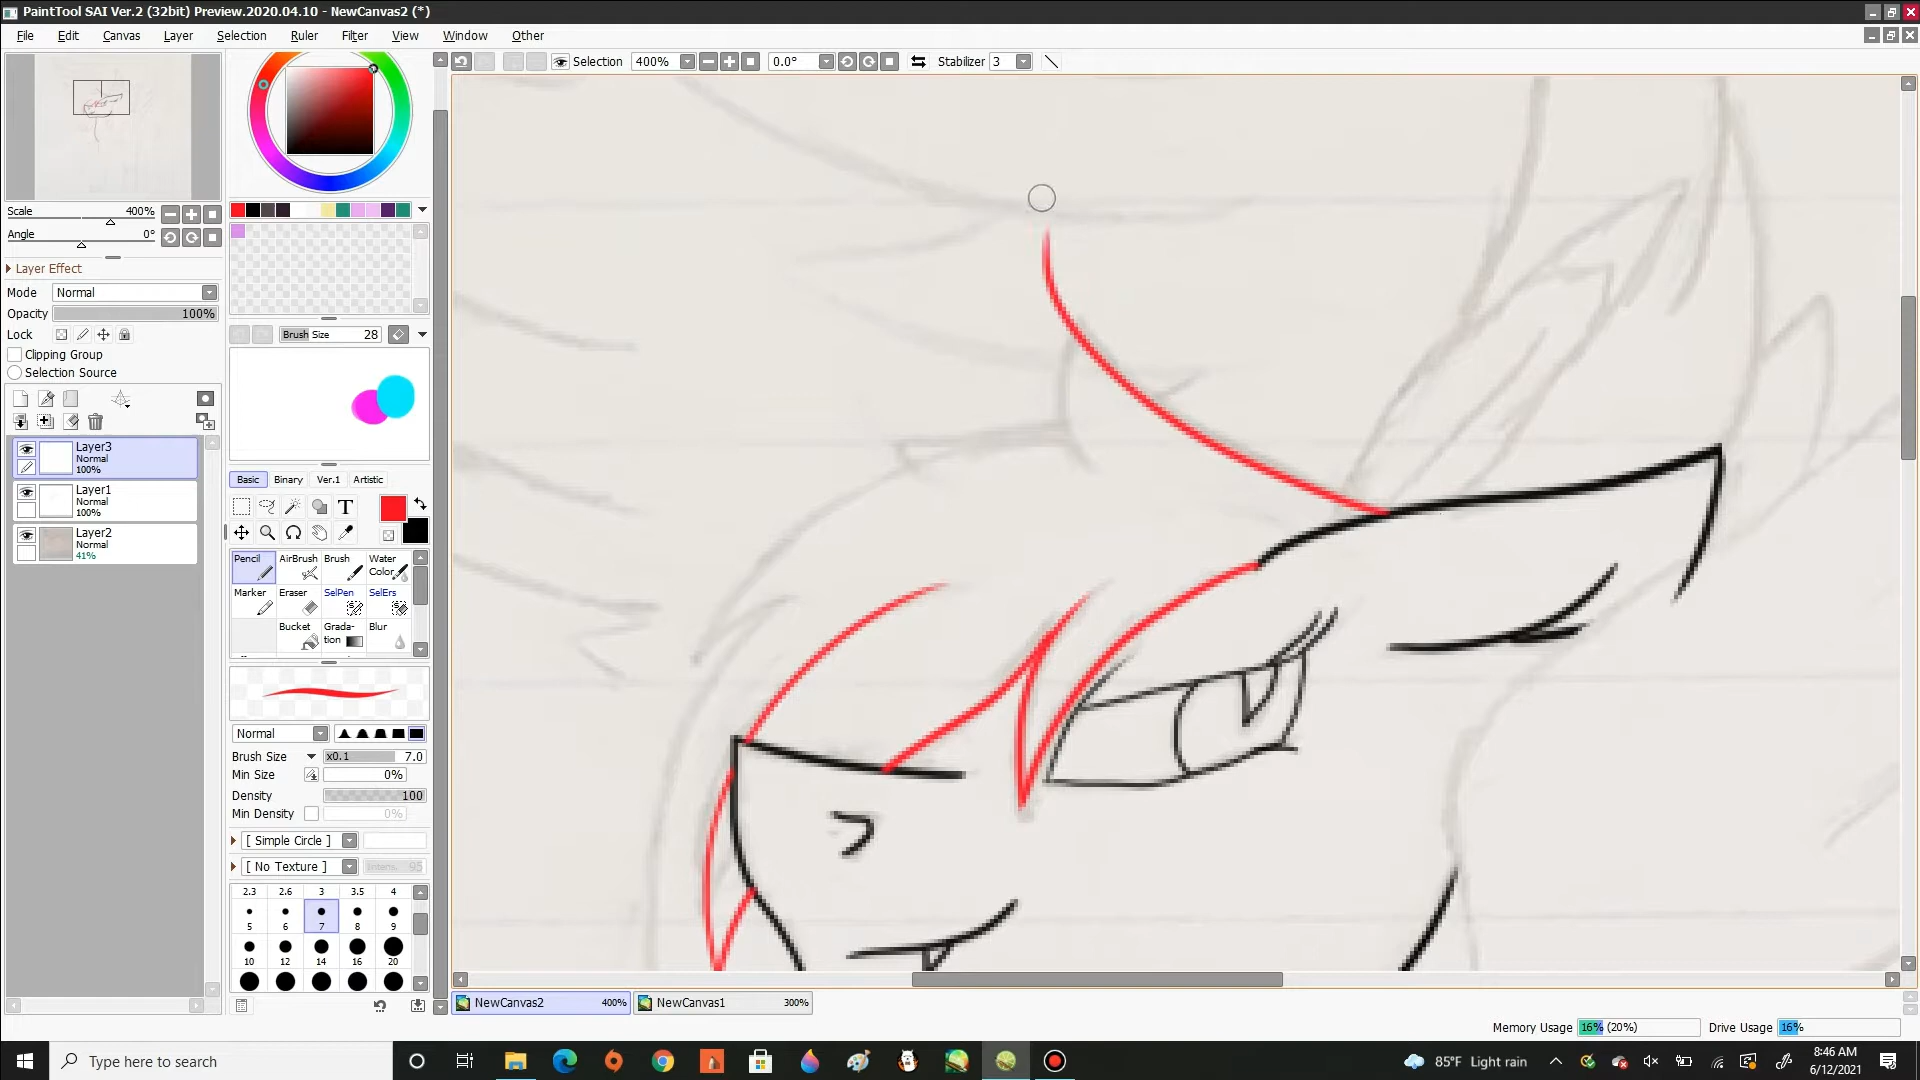 PaintTool SAI Ver.2 (32bit) Preview.2020.04.10 - NewCanvas2 (*)
File Edit Canvas Layer Selection Ruler Filter View Window Other
Selection 400% 0.0° Stabilizer 3
Scale 400%
Angle 0°
Layer Effect
Mode Normal
Opacity 100%
Lock
Clipping Group
Selection Source
Layer3
Normal
100%
Layer1
Normal
100%
Layer2
Normal
41%
Brush Size 28
Basic Binary Ver.1 Artistic
T
Pencil AirBrush Brush Water Color
Marker Eraser SelPen SelErs
Bucket Grada-tion Blur
Normal
Brush Size x0.1 7.0
Min Size 0%
Density 100
Min Density 0%
[ Simple Circle ]
[ No Texture ] Intens. 95
2.3 2.6 3 3.5 4
5 6 7 8 9
10 12 14 16 20
NewCanvas2 400% NewCanvas1 300%
Memory Usage 16% (20%) Drive Usage 16%
Type here to search
85°F Light rain
8:46 AM
6/12/2021